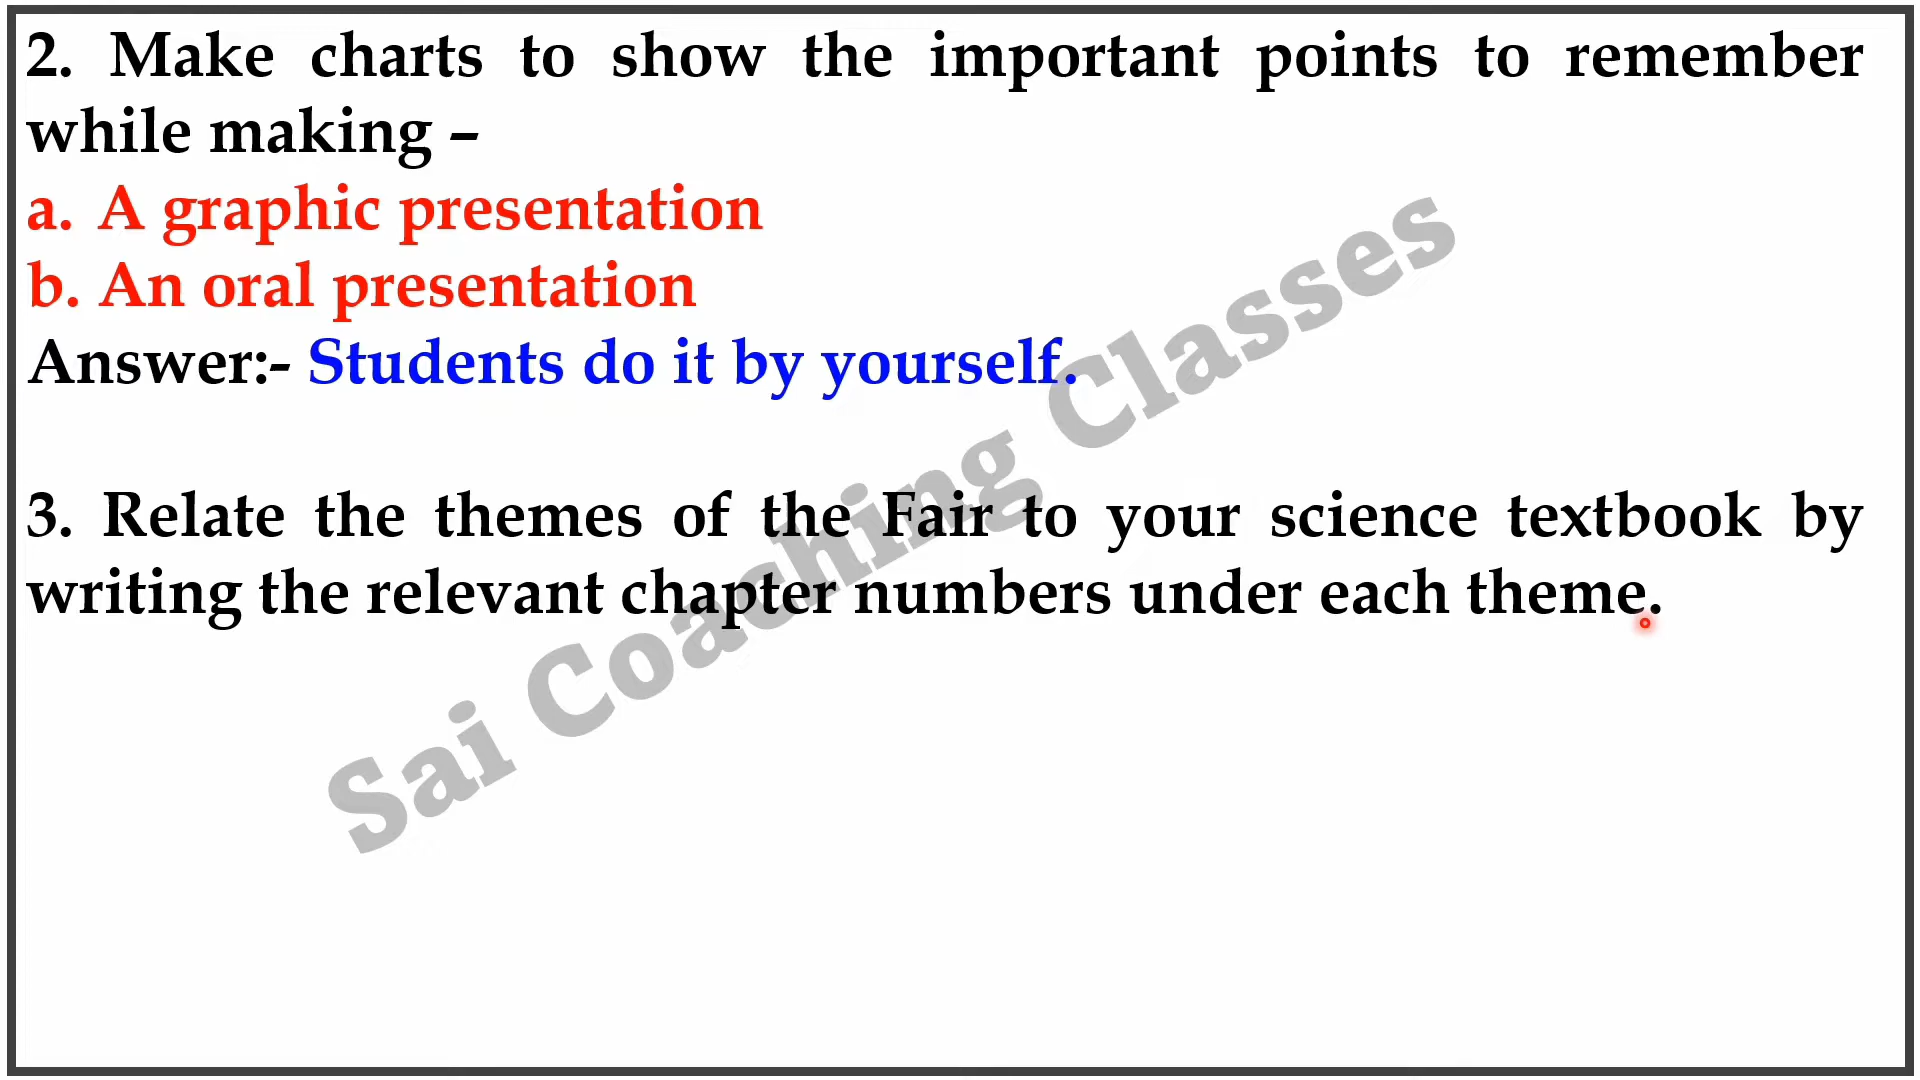 2. Make charts to show the important points to remember
while making –
a. A graphic presentation
b. An oral presentation
Answer:- Students do it by yourself.
3. Relate the themes of the Fair to your science textbook by
writing the relevant chapter numbers under each theme.
Sai Coaching Classes